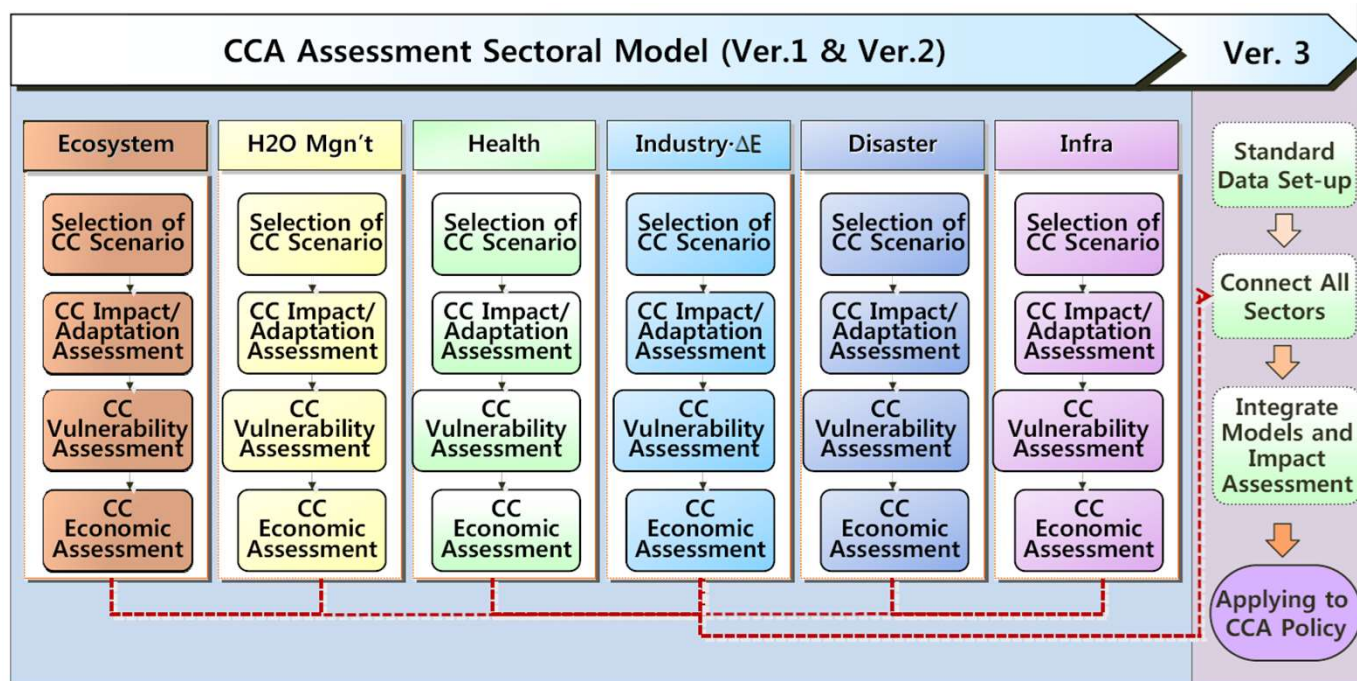 CCA Assessment Sectoral Model (Ver.1 & Ver.2)
Ver. 3
Ecosystem
Selection of
CC Scenario
CC Impact/
Adaptation
Assessment
CC
Vulnerability
Assessment
CC
Economic
Assessment
H2O Mgn't
Selection of
CC Scenario
CC Impact/
Adaptation
Assessment
CC
Vulnerability
Assessment
CC
Economic
Assessment
Health
Selection of
CC Scenario
CC Impact/
Adaptation
Assessment
CC
Vulnerability
Assessment
CC
Economic
Assessment
Industry·ΔE
Selection of
CC Scenario
CC Impact/
Adaptation
Assessment
CC
Vulnerability
Assessment
CC
Economic
Assessment
Disaster
Selection of
CC Scenario
CC Impact/
Adaptation
Assessment
CC
Vulnerability
Assessment
CC
Economic
Assessment
Infra
Selection of
CC Scenario
CC Impact/
Adaptation
Assessment
CC
Vulnerability
Assessment
CC
Economic
Assessment
Standard
Data Set-up
Connect All
Sectors
Integrate
Models and
Impact
Assessment
Applying to
CCA Policy